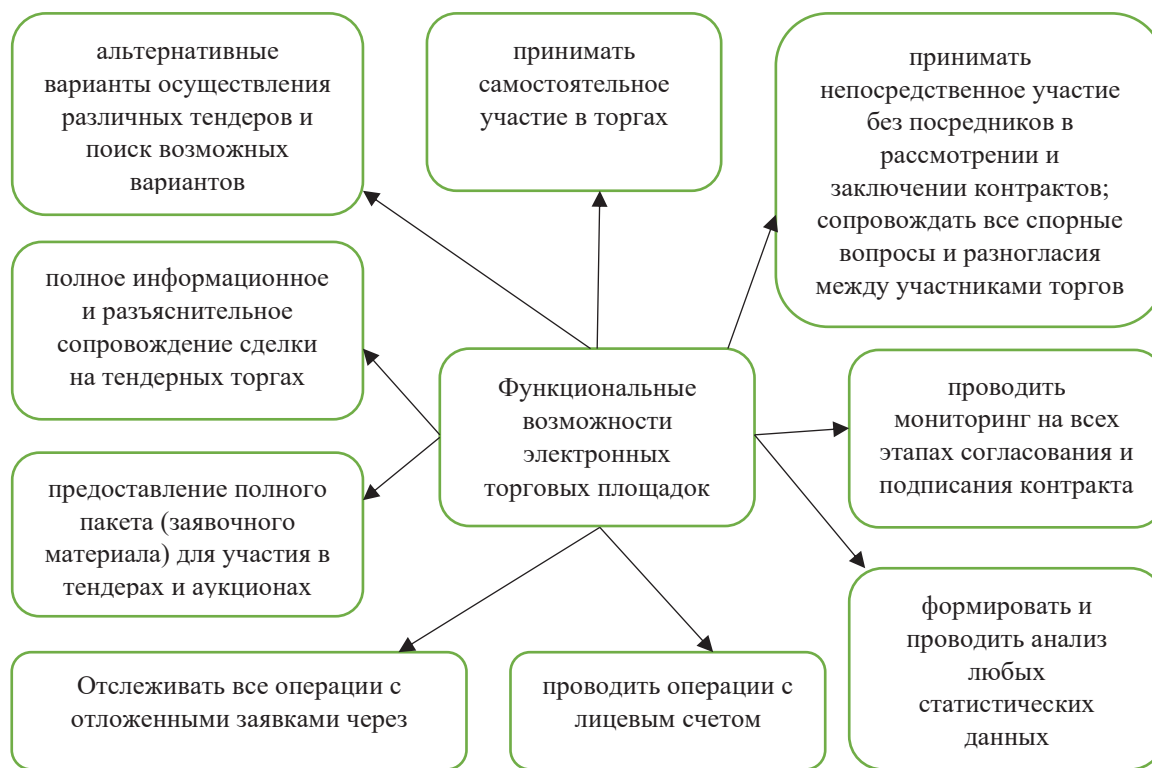 альтернативные
варианты осуществления
различных тендеров и
поиск возможных
вариантов
принимать
самостоятельное
участие в торгах
принимать
непосредственное участие
без посредников в
рассмотрении и
заключении контрактов;
сопровождать все спорные
вопросы и разногласия
между участниками торгов
полное информационное
и разъяснительное
сопровождение сделки
на тендерных торгах
Функциональные
возможности
электронных
торговых площадок
проводить
мониторинг на всех
этапах согласования и
подписания контракта
предоставление полного
пакета (заявочного
материала) для участия в
тендерах и аукционах
Отслеживать все операции с
отложенными заявками через
проводить операции с
лицевым счетом
формировать и
проводить анализ
любых
статистических
данных